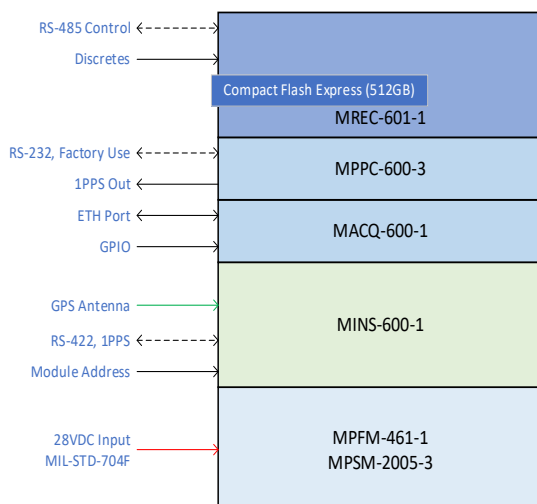 RS-485 Control
Discretes
Compact Flash Express (512GB)
MREC-601-1
RS-232, Factory Use
MPPC-600-3
1PPS Out
ETH Port
MACQ-600-1
GPIO
GPS Antenna
MINS-600-1
RS-422, 1PPS
Module Address
28VDC Input
MIL-STD-704F
MPFM-461-1
MPSM-2005-3